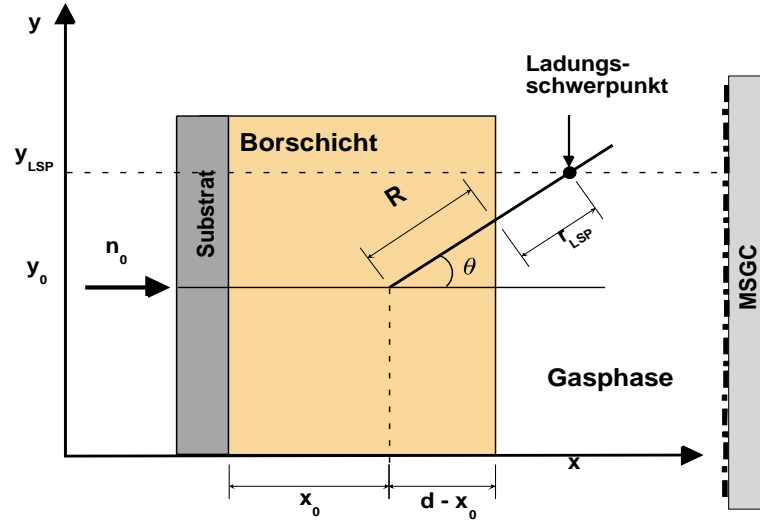 y
Ladungs-
schwerpunkt
Borschicht
y_LSP
Substrat
R
r_LSP
n_0
y_0
θ
MSGC
Gasphase
x
x_0
d - x_0